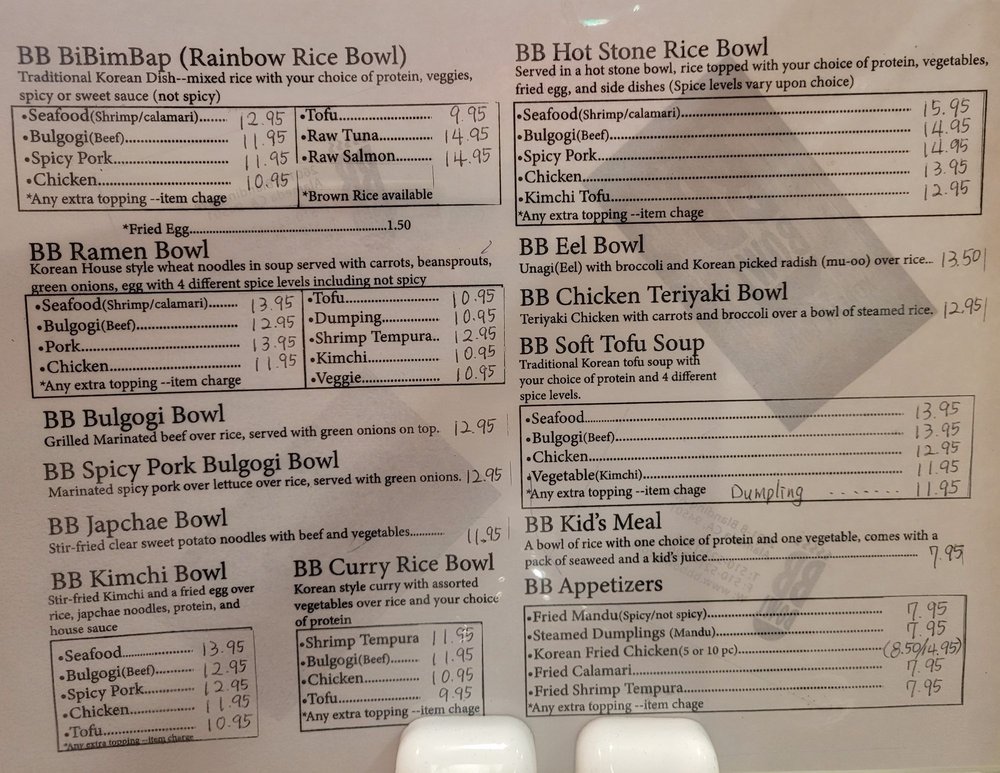 BB BiBimBap (Rainbow Rice Bowl)
Traditional Korean Dish--mixed rice with your choice of protein, veggies,
spicy or sweet sauce (not spicy)
•Seafood(Shrimp/calamari)....... 12.95
•Bulgogi(Beef)........................ 11.95
•Spicy Pork............................ 11.95
•Chicken................................ 10.95
*Any extra topping --item chage
•Tofu................. 9.95
•Raw Tuna........ 14.95
•Raw Salmon......... 14.95
*Brown Rice available
*Fried Egg..........................................................1.50
BB Ramen Bowl
Korean House style wheat noodles in soup served with carrots, beansprouts,
green onions, egg with 4 different spice levels including not spicy
•Seafood(Shrimp/calamari)....... 13.95
•Bulgogi(Beef)........................ 12.95
•Pork..................................... 13.95
•Chicken................................ 11.95
*Any extra topping --item charge
•Tofu..................... 10.95
•Dumping............. 10.95
•Shrimp Tempura.. 12.95
•Kimchi................ 10.95
•Veggie.................. 10.95
BB Bulgogi Bowl
Grilled Marinated beef over rice, served with green onions on top. 12.95
BB Spicy Pork Bulgogi Bowl
Marinated spicy pork over lettuce over rice, served with green onions. 12.95
BB Japchae Bowl
Stir-fried clear sweet potato noodles with beef and vegetables........... 11.95
BB Kimchi Bowl
Stir-fried Kimchi and a fried egg over
rice, japchae noodles, protein, and
house sauce
•Seafood........................ 13.95
•Bulgogi(Beef)............... 12.95
•Spicy Pork................... 12.95
•Chicken....................... 11.95
•Tofu............................ 10.95
*Any extra topping --item charge
BB Curry Rice Bowl
Korean style curry with assorted
vegetables over rice and your choice
of protein
•Shrimp Tempura 11.95
•Bulgogi(Beef)....... 11.95
•Chicken................ 10.95
•Tofu..................... 9.95
*Any extra topping --item chage
BB Hot Stone Rice Bowl
Served in a hot stone bowl, rice topped with your choice of protein, vegetables,
fried egg, and side dishes (Spice levels vary upon choice)
•Seafood(Shrimp/calamari)............................................. 15.95
•Bulgogi(Beef)............................................................. 14.95
•Spicy Pork................................................................. 14.95
•Chicken..................................................................... 13.95
•Kimchi Tofu............................................................... 12.95
*Any extra topping --item chage
BB Eel Bowl
Unagi(Eel) with broccoli and Korean picked radish (mu-oo) over rice... 13.50
BB Chicken Teriyaki Bowl
Teriyaki Chicken with carrots and broccoli over a bowl of steamed rice. 12.95
BB Soft Tofu Soup
Traditional Korean tofu soup with
your choice of protein and 4 different
spice levels.
•Seafood..................................................................... 13.95
•Bulgogi(Beef)............................................................. 13.95
•Chicken..................................................................... 12.95
•Vegetable(Kimchi)....................................................... 11.95
*Any extra topping --item chage Dumpling ........ 11.95
BB Kid's Meal
A bowl of rice with one choice of protein and one vegetable, comes with a
pack of seaweed and a kid's juice.................................................. 7.95
BB Appetizers
•Fried Mandu(Spicy/not spicy)....................................... 7.95
•Steamed Dumplings (Mandu)........................................ 7.95
•Korean Fried Chicken(5 or 10 pc)................................. (8.50/4.95)
•Fried Calamari............................................................ 7.95
•Fried Shrimp Tempura................................................. 7.95
*Any extra topping --item chage